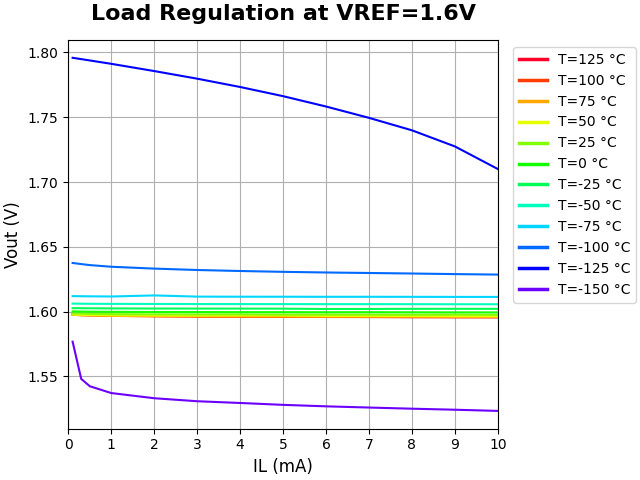 Load Regulation at VREF=1.6V
Vout (V)
1.80
1.75
1.70
1.65
1.60
1.55
0 1 2 3 4 5 6 7 8 9 10
IL (mA)
T=125 °C
T=100 °C
T=75 °C
T=50 °C
T=25 °C
T=0 °C
T=-25 °C
T=-50 °C
T=-75 °C
T=-100 °C
T=-125 °C
T=-150 °C